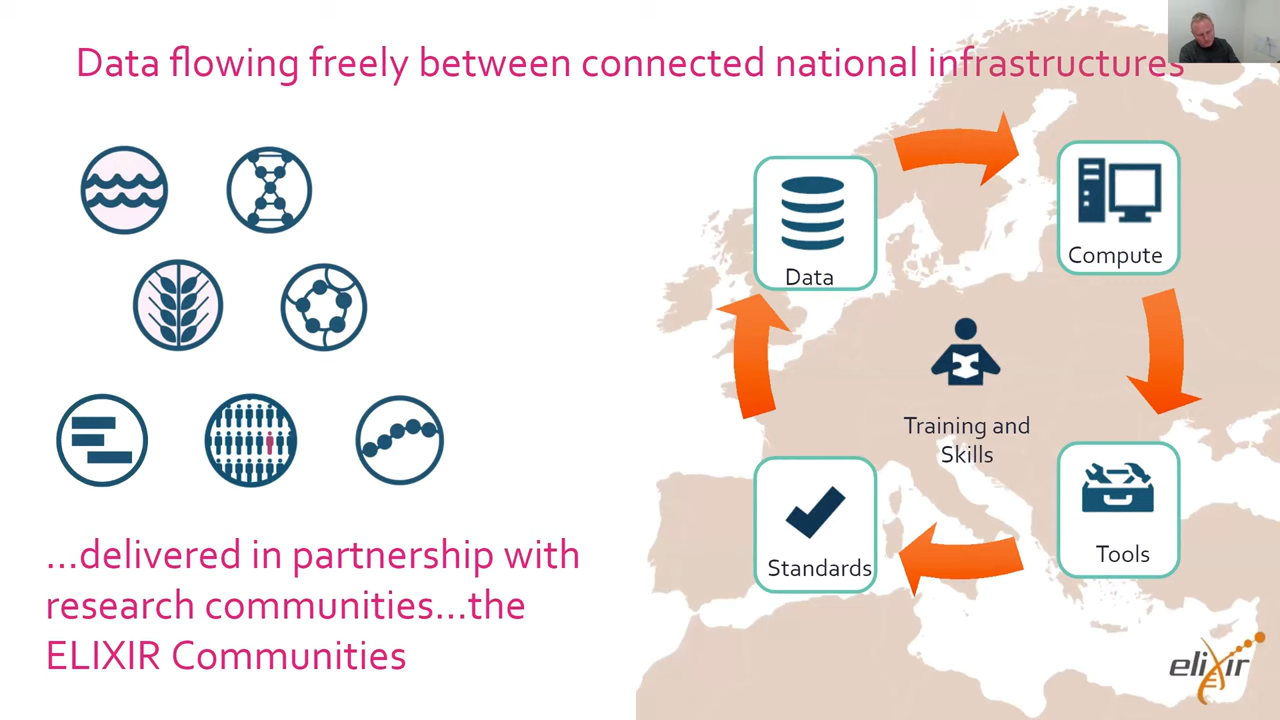 Data flowing freely between connected national infrastructures
Data
Compute
Training and
Skills
Standards
Tools
...delivered in partnership with
research communities...the
ELIXIR Communities
elixir